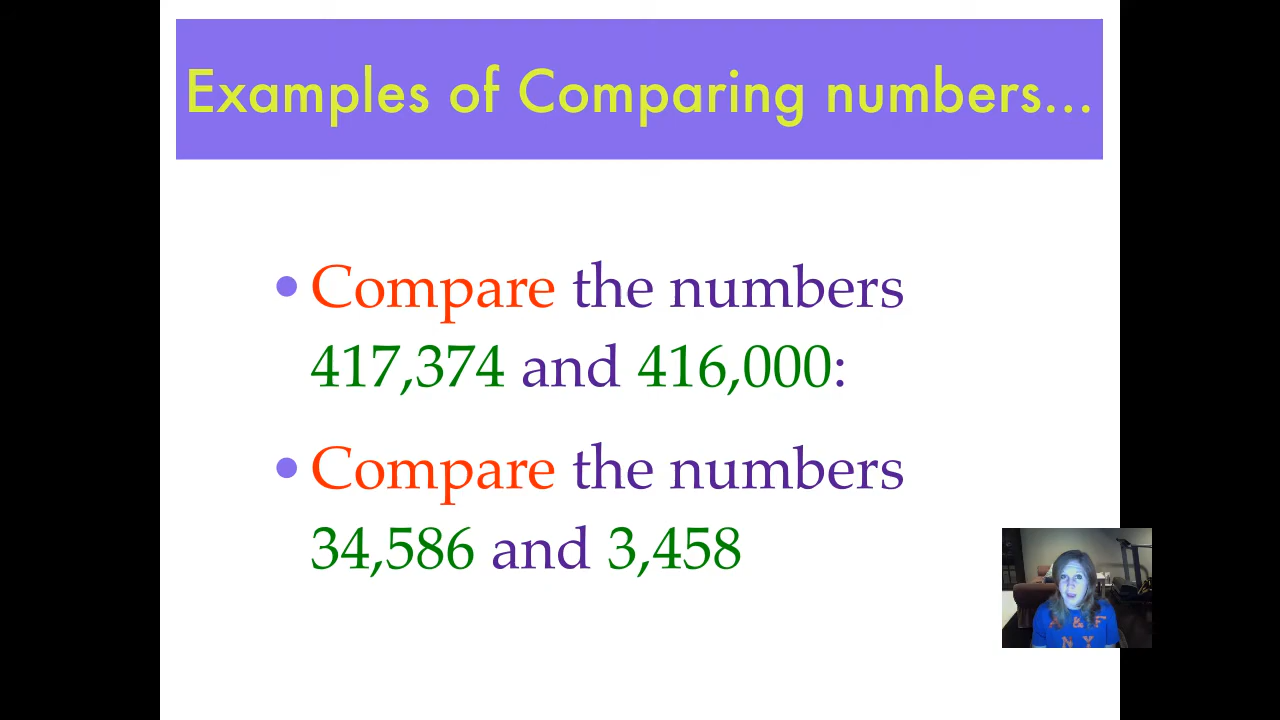 Examples of Comparing numbers...
• Compare the numbers
417,374 and 416,000:
• Compare the numbers
34,586 and 3,458
A & F
NY